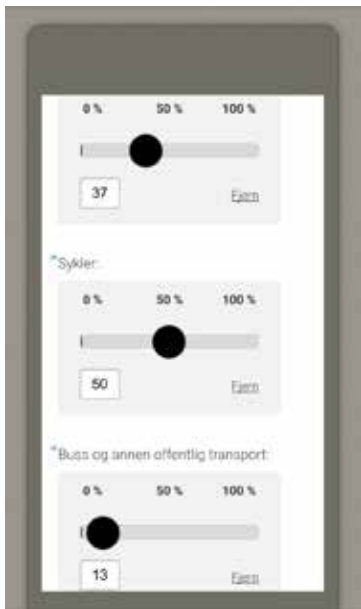 0 % 50 % 100 %
37 Fjern
*Sykler:
0 % 50 % 100 %
50 Fjern
*Buss og annen offentlig transport:
0 % 50 % 100 %
13 Fjern